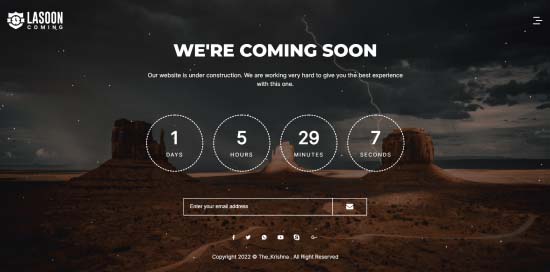 LASOON
COMING
WE'RE COMING SOON
Our website is under construction. We are working very hard to give you the best experience
with this one.
1 5 29 7
DAYS HOURS MINUTES SECONDS
Enter your email address
Copyright 2022 © The_Krishna . All Right Reserved